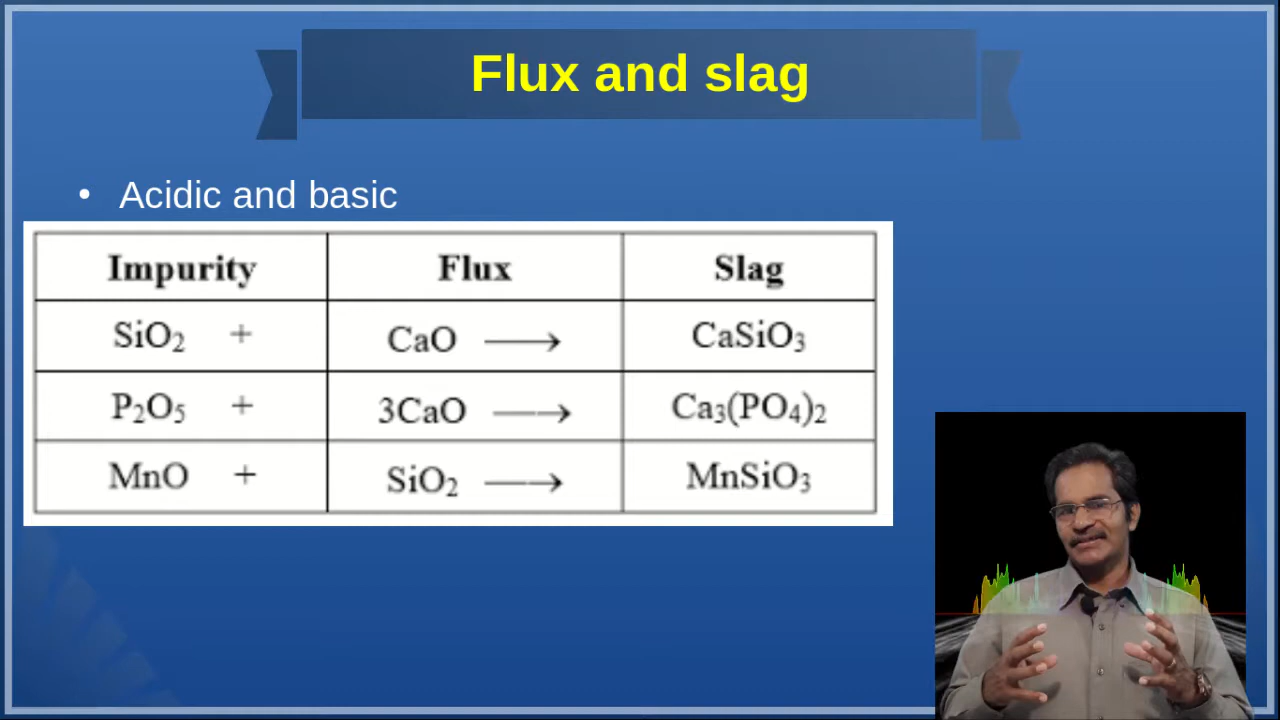 Flux and slag
• Acidic and basic
Impurity Flux Slag
SiO₂ + CaO ⟶ CaSiO₃
P₂O₅ + 3CaO ⟶ Ca₃(PO₄)₂
MnO + SiO₂ ⟶ MnSiO₃